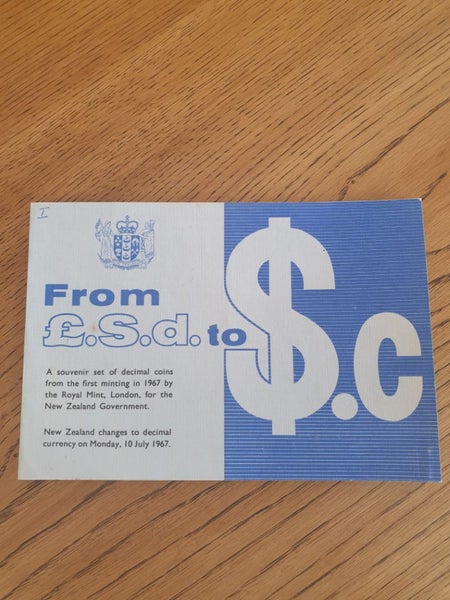 I
From
£.S.d. to
$.c
A souvenir set of decimal coins
from the first minting in 1967 by
the Royal Mint, London, for the
New Zealand Government.
New Zealand changes to decimal
currency on Monday, 10 July 1967.